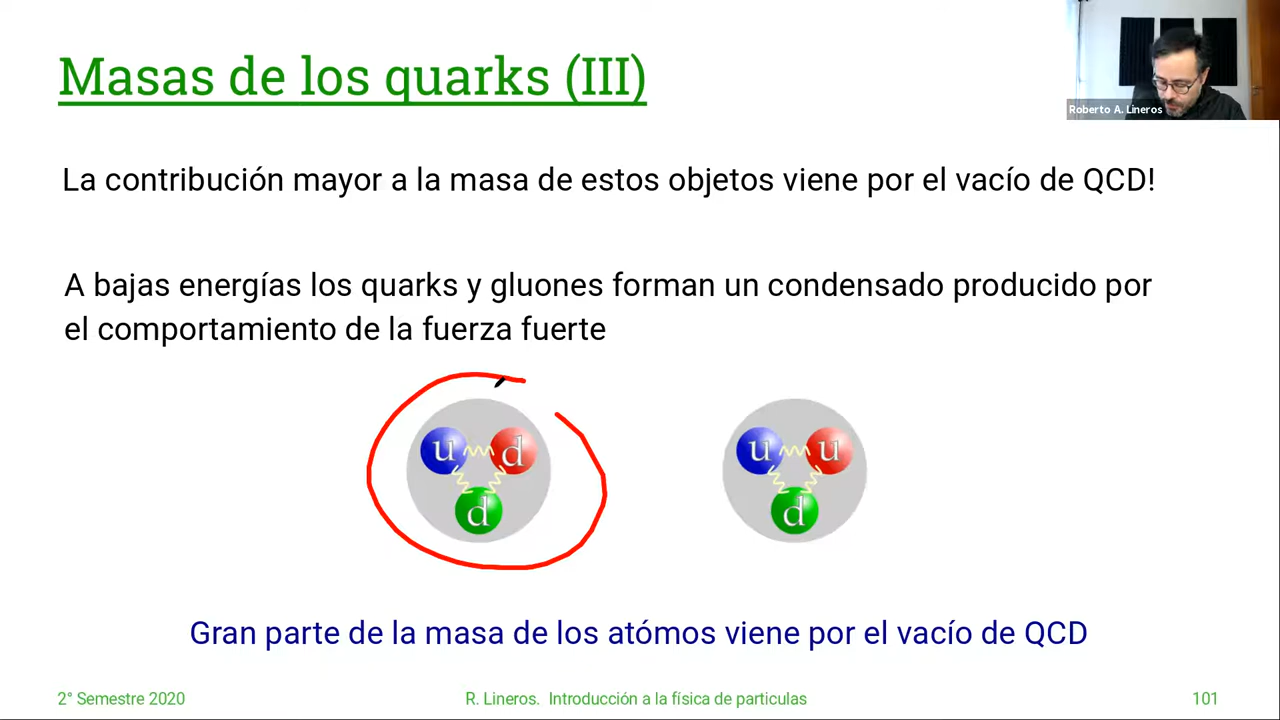 Masas de los quarks (III)
Roberto A. Lineros
La contribución mayor a la masa de estos objetos viene por el vacío de QCD!
A bajas energías los quarks y gluones forman un condensado producido por
el comportamiento de la fuerza fuerte
u d
d
u u
d
Gran parte de la masa de los atómos viene por el vacío de QCD
2° Semestre 2020
R. Lineros. Introducción a la física de particulas
101